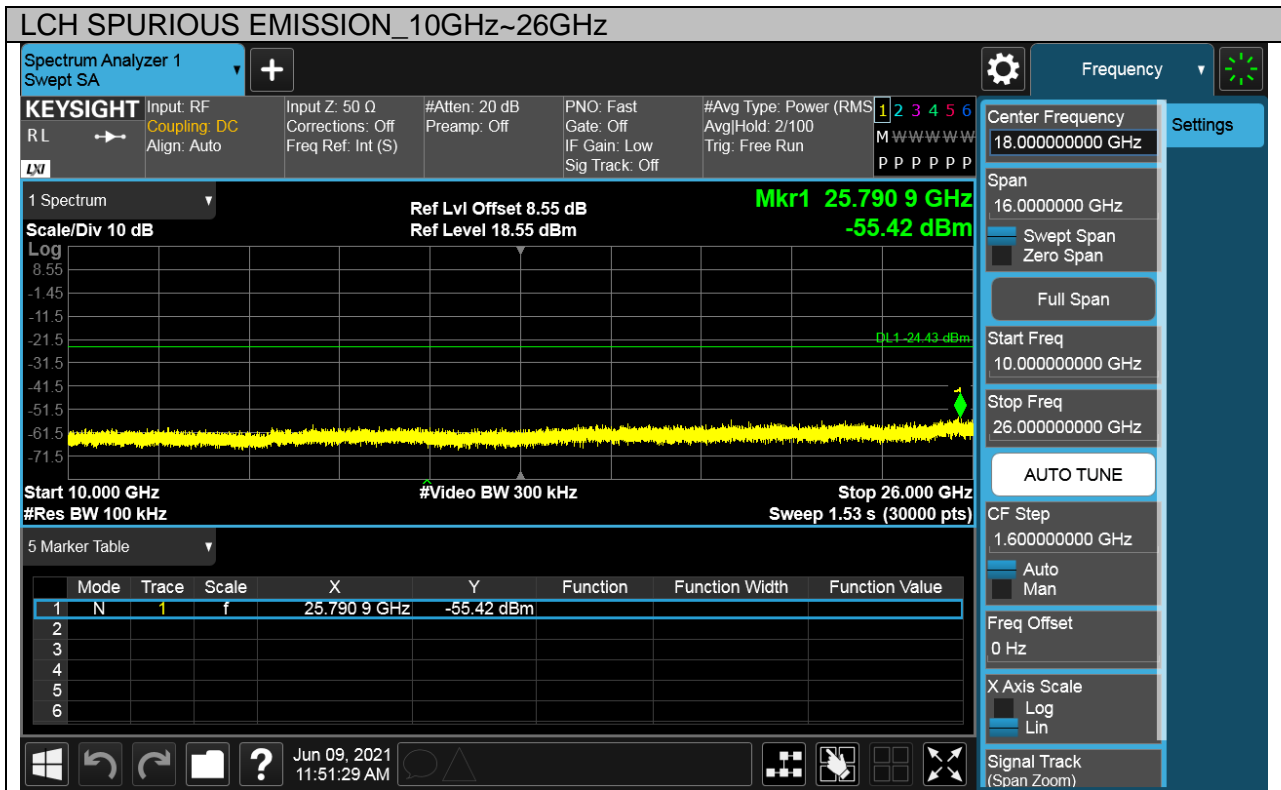 LCH SPURIOUS EMISSION_10GHz~26GHz
Spectrum Analyzer 1
Swept SA
Frequency
KEYSIGHT
RL
LXI
Input: RF
Coupling: DC
Align: Auto
Input Z: 50 Ω
Corrections: Off
Freq Ref: Int (S)
#Atten: 20 dB
Preamp: Off
PNO: Fast
Gate: Off
IF Gain: Low
Sig Track: Off
#Avg Type: Power (RMS
Avg|Hold: 2/100
Trig: Free Run
1 2 3 4 5 6
M W W W W W
P P P P P P
1 Spectrum
Scale/Div 10 dB
Ref Lvl Offset 8.55 dB
Ref Level 18.55 dBm
Mkr1 25.790 9 GHz
-55.42 dBm
Log
8.55
-1.45
-11.5
-21.5
-31.5
-41.5
-51.5
-61.5
-71.5
DL1 -24.43 dBm
1
Start 10.000 GHz
#Video BW 300 kHz
Stop 26.000 GHz
#Res BW 100 kHz
Sweep 1.53 s (30000 pts)
5 Marker Table
Mode Trace Scale X Y Function Function Width Function Value
1 N 1 f 25.790 9 GHz -55.42 dBm
2
3
4
5
6
Jun 09, 2021
11:51:29 AM
Center Frequency
18.000000000 GHz
Settings
Span
16.0000000 GHz
Swept Span
Zero Span
Full Span
Start Freq
10.000000000 GHz
Stop Freq
26.000000000 GHz
AUTO TUNE
CF Step
1.600000000 GHz
Auto
Man
Freq Offset
0 Hz
X Axis Scale
Log
Lin
Signal Track
(Span Zoom)